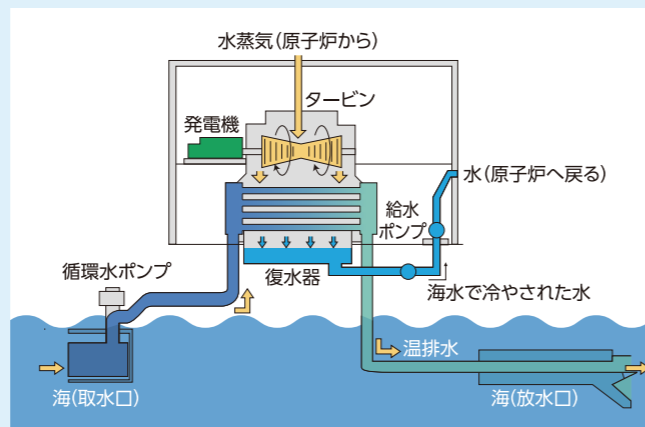 水蒸気(原子炉から)
タービン
発電機
水(原子炉へ戻る)
給水
ポンプ
循環水ポンプ
復水器
海水で冷やされた水
温排水
海(取水口)
海(放水口)